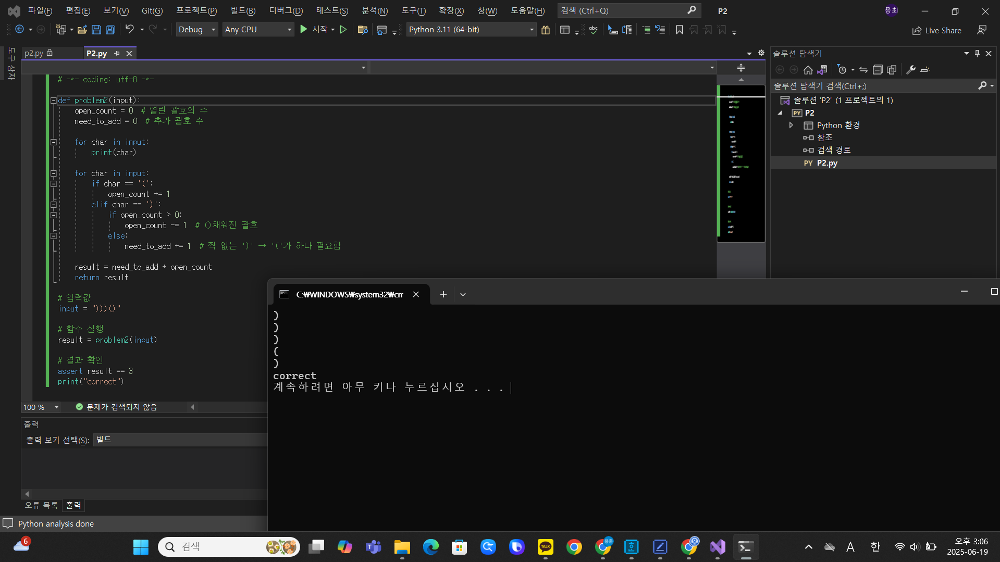 파일(F) 편집(E) 보기(V) Git(G) 프로젝트(P) 빌드(B) 디버그(D) 테스트(S) 분석(N) 도구(T) 확장(X) 창(W) 도움말(H) 검색 (Ctrl+Q) P2 용최
Debug Any CPU 시작 Python 3.11 (64-bit) abc Live Share
도구 상자
p2.py P2.py
# -*- coding: utf-8 -*-
def problem2(input):
open_count = 0 # 열린 괄호의 수
need_to_add = 0 # 추가 괄호 수
for char in input:
print(char)
for char in input:
if char == '(':
open_count += 1
elif char == ')':
if open_count > 0:
open_count -= 1 # ()채워진 괄호
else:
need_to_add += 1 # 짝 없는 ')' → '('가 하나 필요함
result = need_to_add + open_count
return result
# 입력값
input = ")))()"
# 함수 실행
result = problem2(input)
# 결과 확인
assert result == 3
print("correct")
100 % 문제가 검색되지 않음
출력
출력 보기 선택(S): 빌드
오류 목록 출력
Python analysis done
솔루션 탐색기
솔루션 탐색기 검색(Ctrl+;)
솔루션 'P2' (1 프로젝트의 1)
PY P2
Python 환경
참조
검색 경로
PY P2.py
C:₩WINDOWS₩system32₩cm
)
)
)
(
)
correct
계속하려면 아무 키나 누르십시오 . . .
6 검색 TALK A 한 오후 3:06
2025-06-19